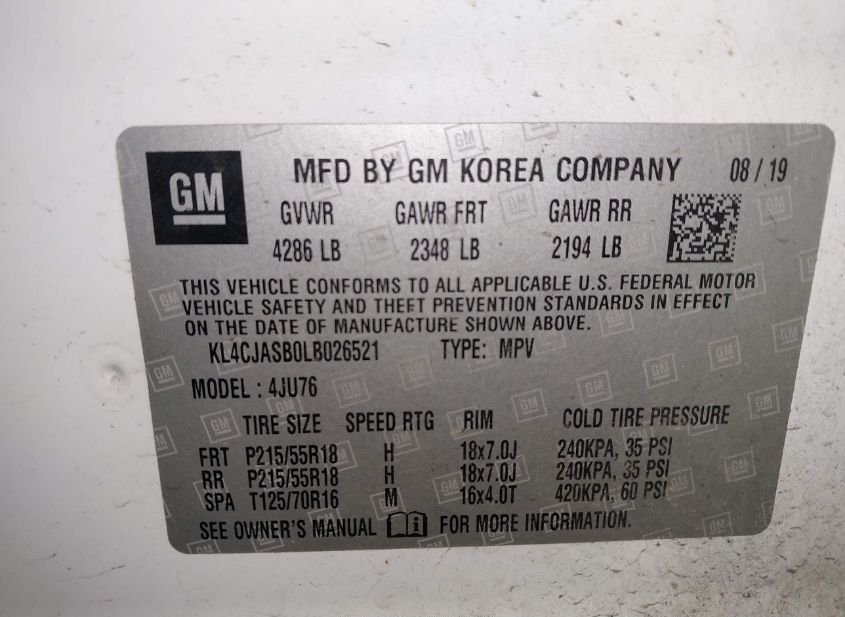 GM MFD BY GM KOREA COMPANY 08 / 19
GVWR GAWR FRT GAWR RR
4286 LB 2348 LB 2194 LB
THIS VEHICLE CONFORMS TO ALL APPLICABLE U.S. FEDERAL MOTOR
VEHICLE SAFETY AND THEFT PREVENTION STANDARDS IN EFFECT
ON THE DATE OF MANUFACTURE SHOWN ABOVE.
KL4CJASB0LB026521 TYPE: MPV
MODEL : 4JU76
TIRE SIZE SPEED RTG RIM COLD TIRE PRESSURE
FRT P215/55R18 H 18x7.0J 240KPA, 35 PSI
RR P215/55R18 H 18x7.0J 240KPA, 35 PSI
SPA T125/70R16 M 16x4.0T 420KPA, 60 PSI
SEE OWNER'S MANUAL i FOR MORE INFORMATION.